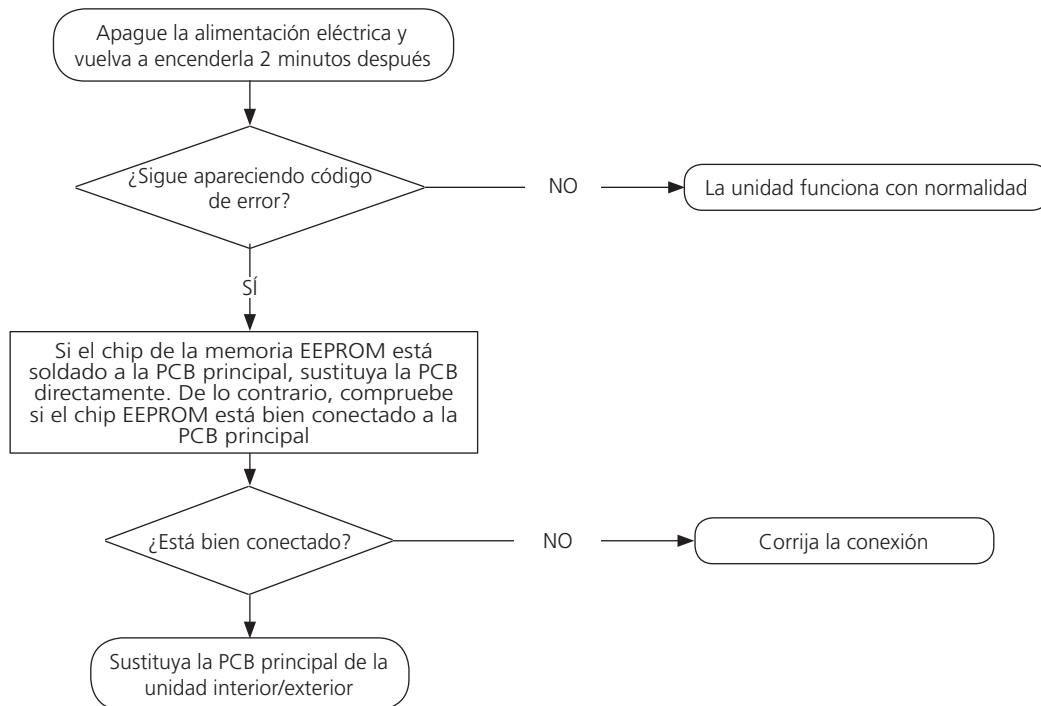 Apague la alimentación eléctrica y
vuelva a encenderla 2 minutos después
¿Sigue apareciendo código
de error?
NO
La unidad funciona con normalidad
SÍ
Si el chip de la memoria EEPROM está
soldado a la PCB principal, sustituya la PCB
directamente. De lo contrario, compruebe
si el chip EEPROM está bien conectado a la
PCB principal
¿Está bien conectado?
NO
Corrija la conexión
Sustituya la PCB principal de la
unidad interior/exterior